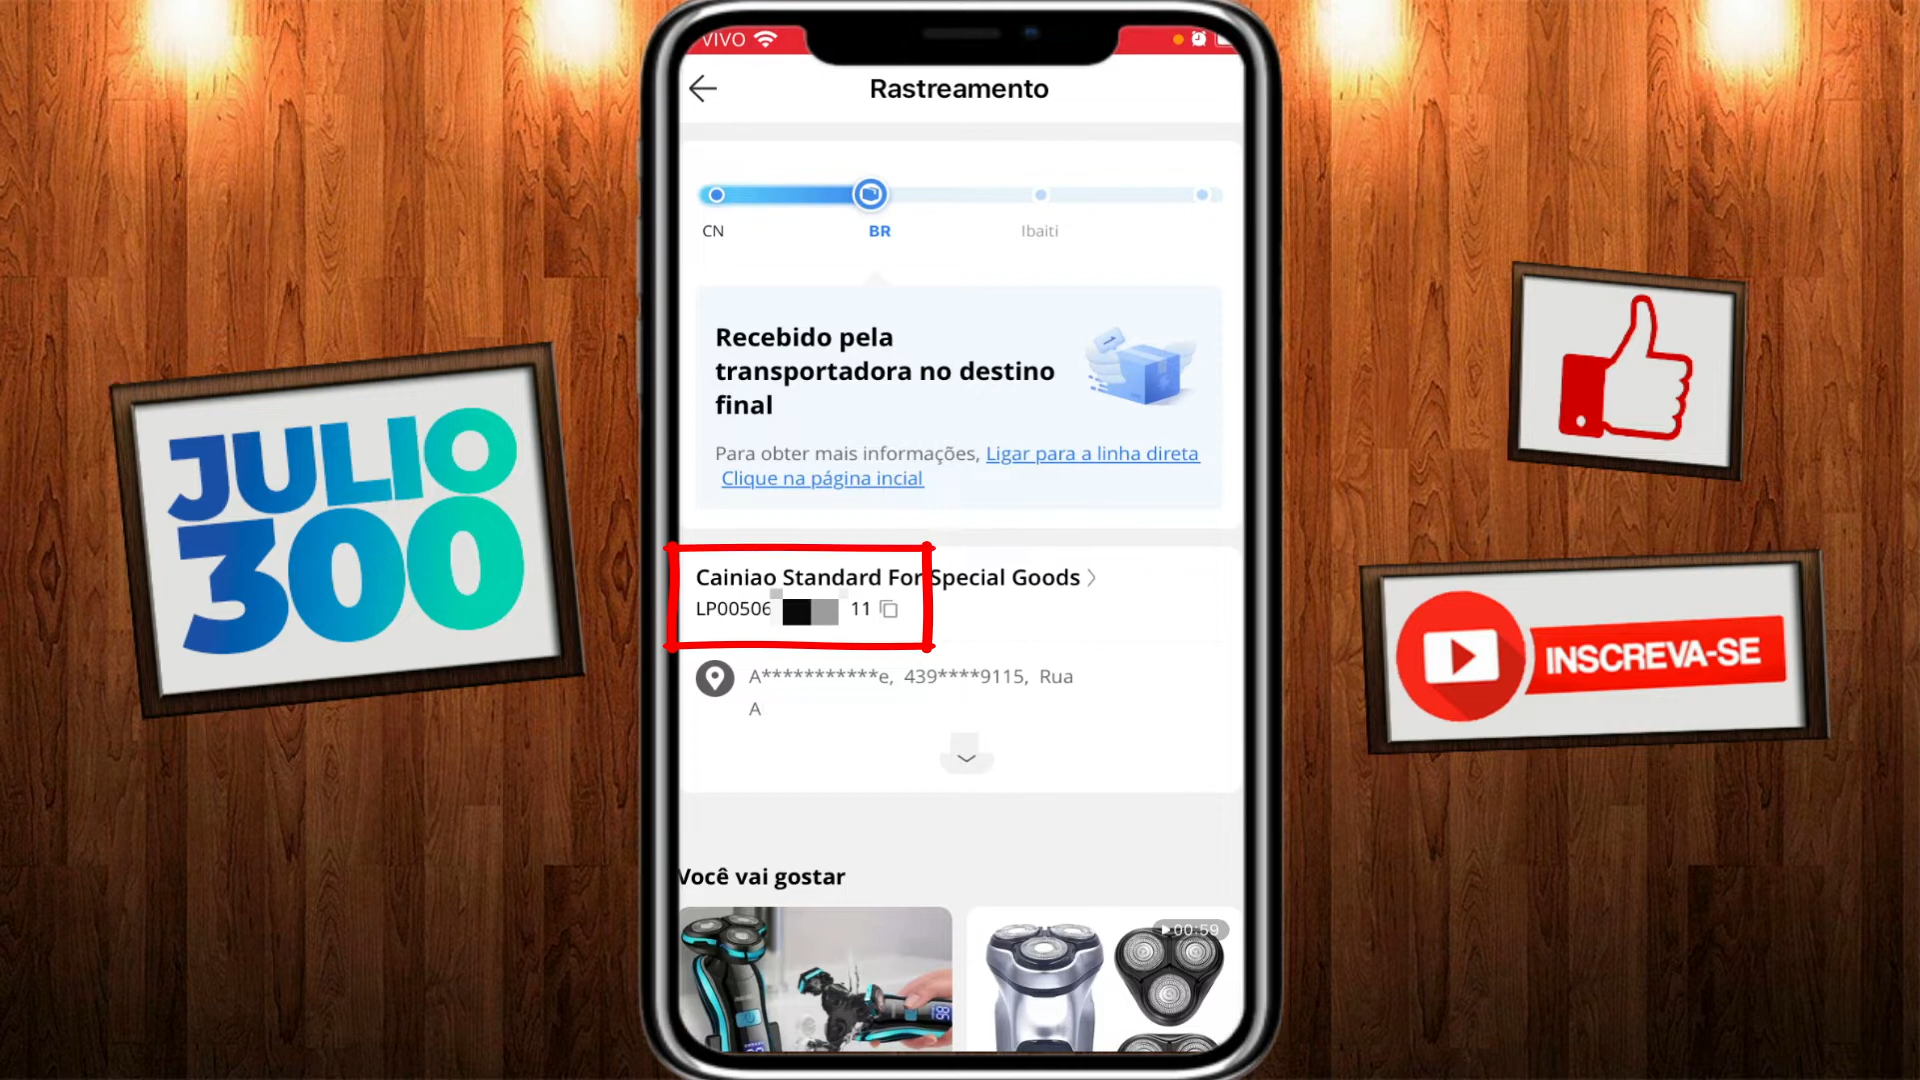 VIVO
Rastreamento
CN
BR
Ibaiti
Recebido pela
transportadora no destino
final
Para obter mais informações, Ligar para a linha direta
Clique na página incial
Cainiao Standard For Special Goods
LP00506 11
A***********e, 439****9115, Rua
A
Você vai gostar
00:59
JULIO
300
INSCREVA-SE